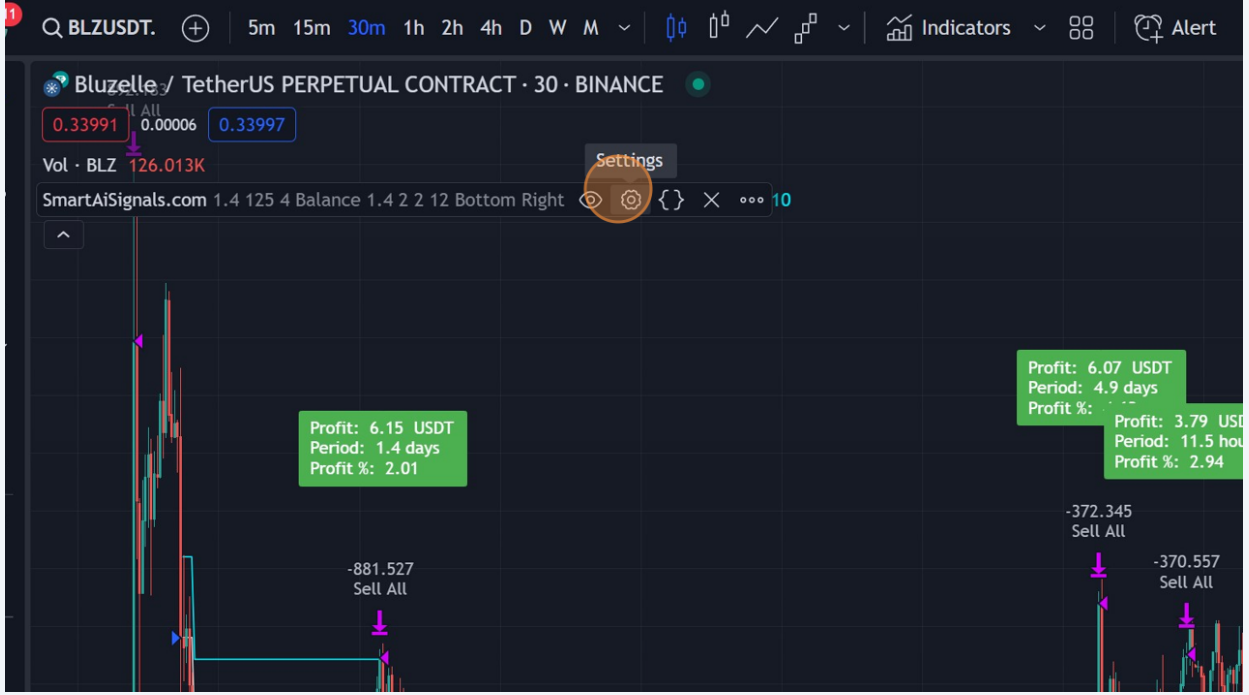 11
BLZUSDT. 5m 15m 30m 1h 2h 4h D W M Indicators Alert
Bluzelle / TetherUS PERPETUAL CONTRACT · 30 · BINANCE
Sell All
0.33991 0.00006 0.33997
Vol · BLZ 126.013K
Settings
SmartAiSignals.com 1.4 125 4 Balance 1.4 2 2 12 Bottom Right 10
Profit: 6.07 USDT
Period: 4.9 days
Profit %:
Profit: 3.79 USD
Period: 11.5 hou
Profit %: 2.94
Profit: 6.15 USDT
Period: 1.4 days
Profit %: 2.01
-372.345
Sell All
-370.557
Sell All
-881.527
Sell All